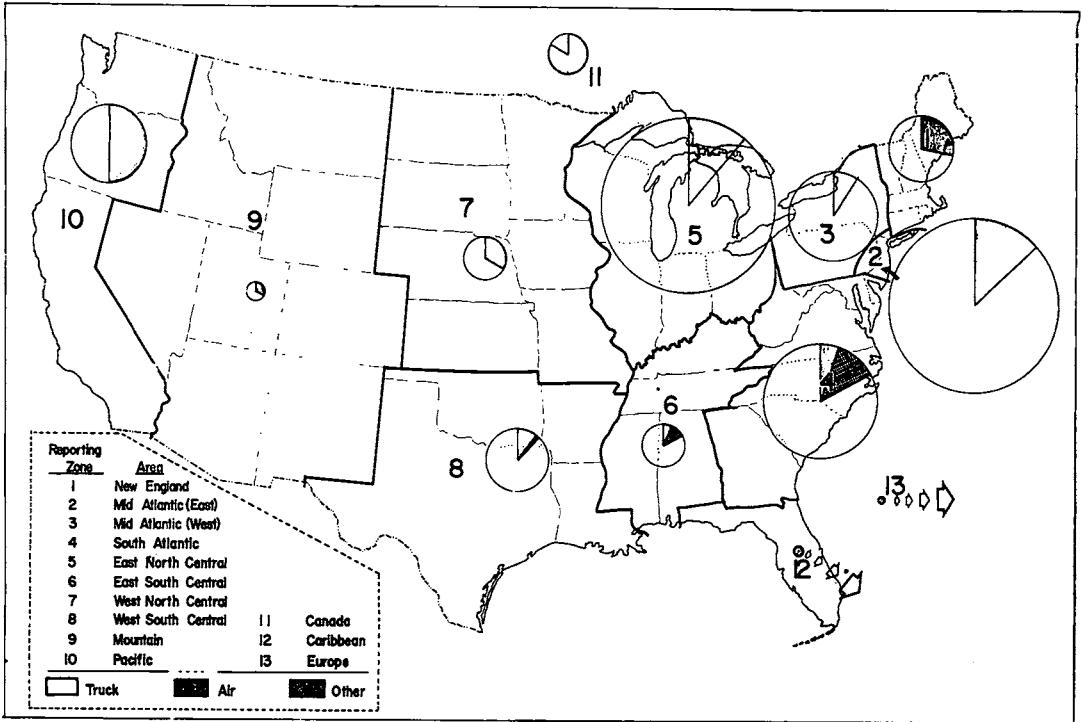 11
10
9
7
5
3
2
6
8
13
12
Reporting
Zone Area
1 New England
2 Mid Atlantic (East)
3 Mid Atlantic (West)
4 South Atlantic
5 East North Central
6 East South Central
7 West North Central
8 West South Central 11 Canada
9 Mountain 12 Caribbean
10 Pacific 13 Europe
Truck Air Other